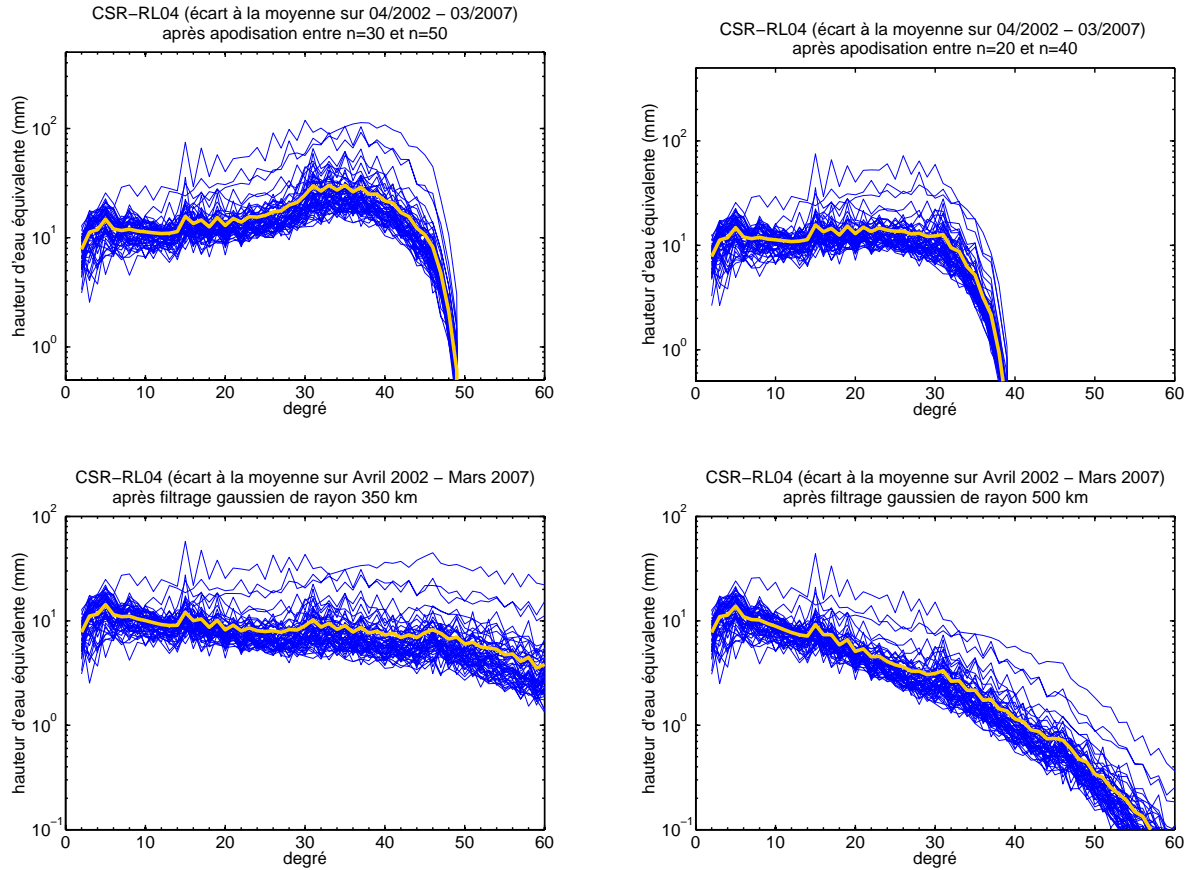 CSR−RL04 (écart à la moyenne sur 04/2002 − 03/2007)
après apodisation entre n=30 et n=50
hauteur d'eau équivalente (mm)
10^2
10^1
10^0
0 10 20 30 40 50 60
degré
CSR−RL04 (écart à la moyenne sur 04/2002 − 03/2007)
après apodisation entre n=20 et n=40
hauteur d'eau équivalente (mm)
10^2
10^1
10^0
0 10 20 30 40 50 60
degré
CSR−RL04 (écart à la moyenne sur Avril 2002 − Mars 2007)
après filtrage gaussien de rayon 350 km
hauteur d'eau équivalente (mm)
10^2
10^1
10^0
10^−1
0 10 20 30 40 50 60
degré
CSR−RL04 (écart à la moyenne sur Avril 2002 − Mars 2007)
après filtrage gaussien de rayon 500 km
hauteur d'eau équivalente (mm)
10^2
10^1
10^0
10^−1
0 10 20 30 40 50 60
degré